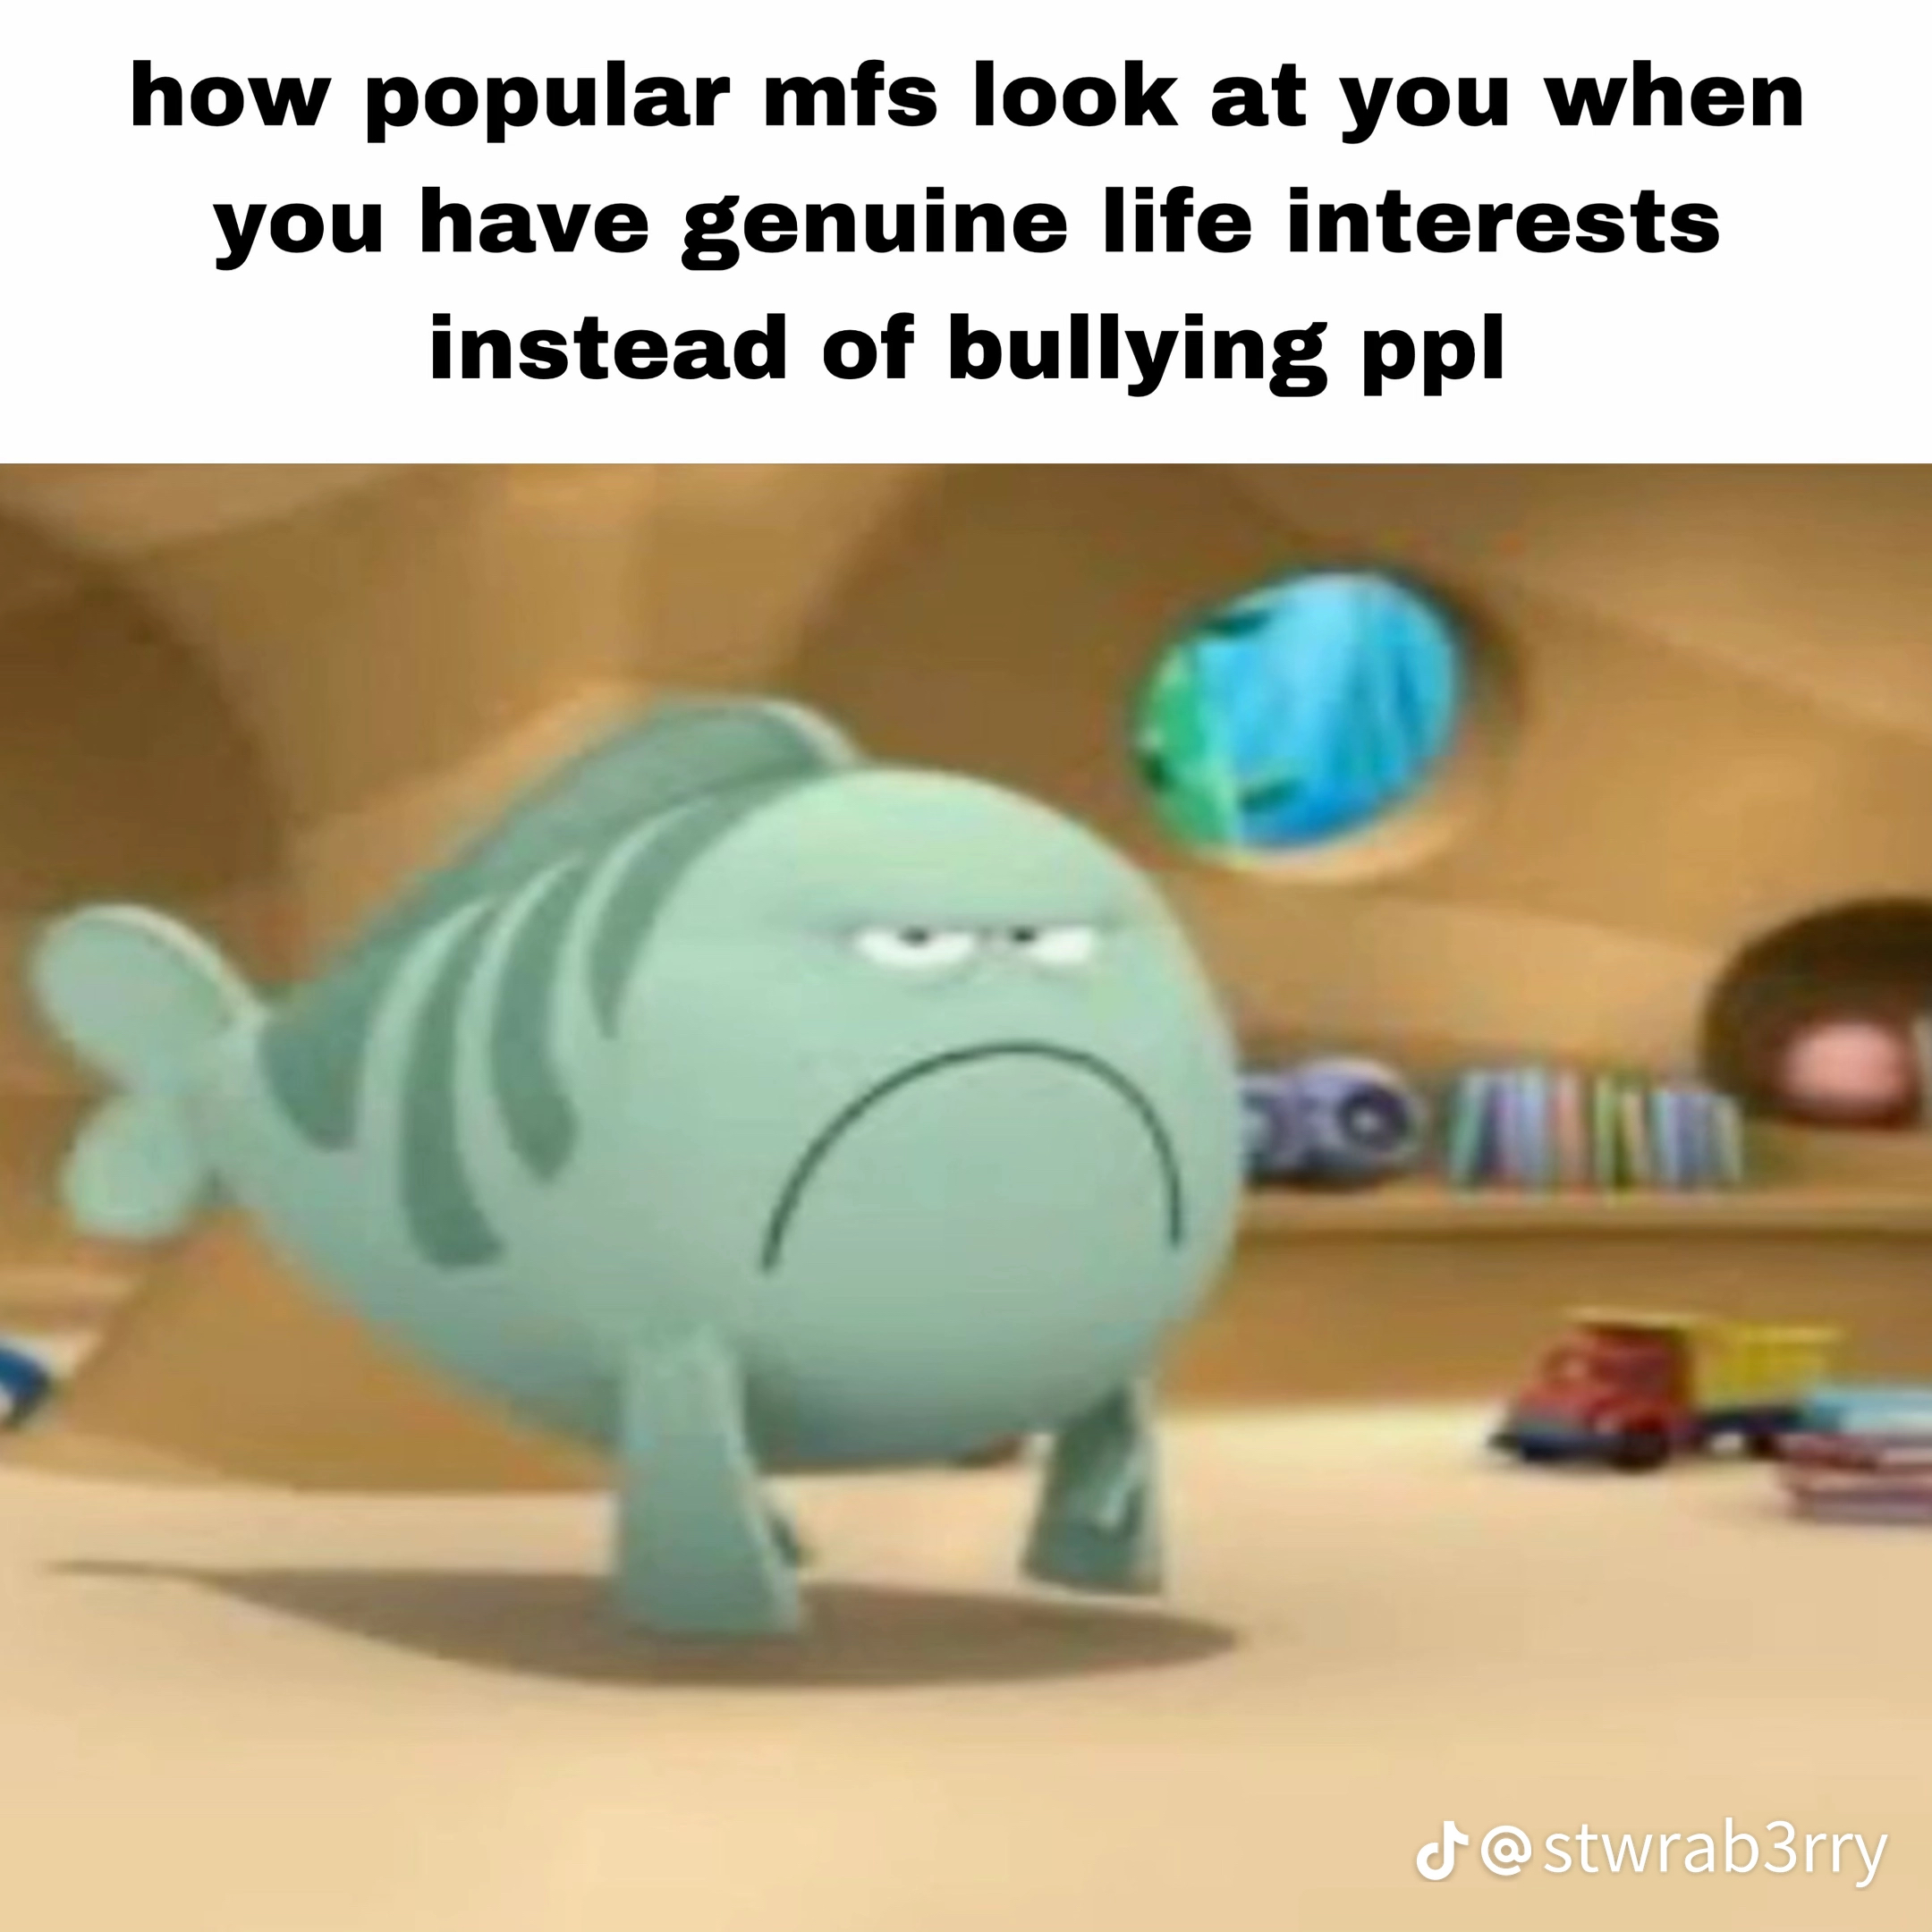 how popular mfs look at you when
you have genuine life interests
instead of bullying ppl
@stwrab3rry